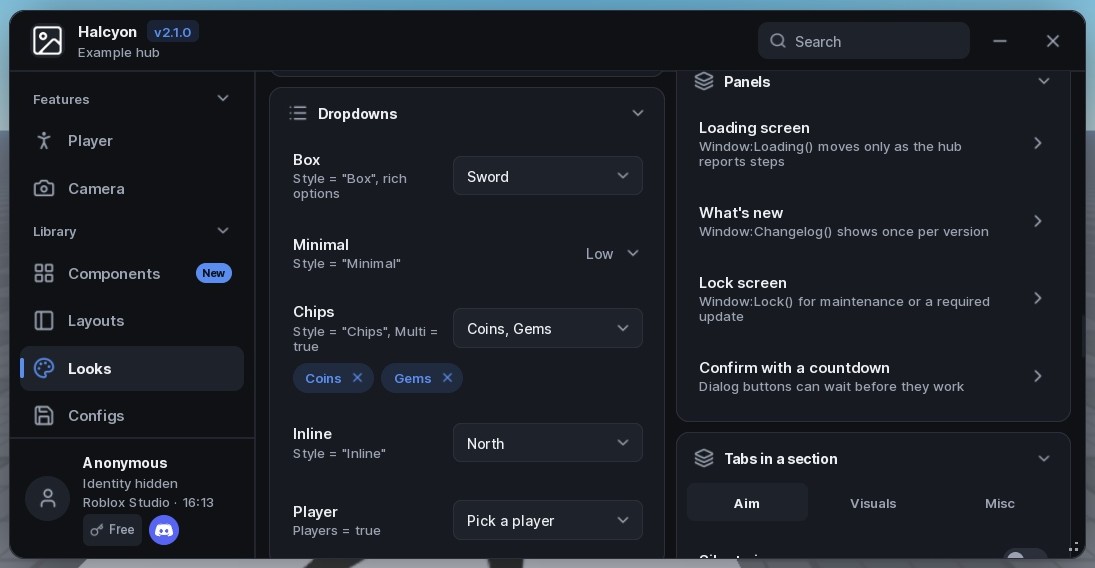 Halcyon v2.1.0
Example hub
Search
Features
Player
Camera
Library
Components New
Layouts
Looks
Configs
Anonymous
Identity hidden
Roblox Studio · 16:13
Free
Dropdowns
Box
Style = "Box", rich
options
Sword
Minimal
Style = "Minimal"
Low
Chips
Style = "Chips", Multi =
true
Coins, Gems
Coins
Gems
Inline
Style = "Inline"
North
Player
Players = true
Pick a player
Panels
Loading screen
Window:Loading() moves only as the hub
reports steps
What's new
Window:Changelog() shows once per version
Lock screen
Window:Lock() for maintenance or a required
update
Confirm with a countdown
Dialog buttons can wait before they work
Tabs in a section
Aim
Visuals
Misc